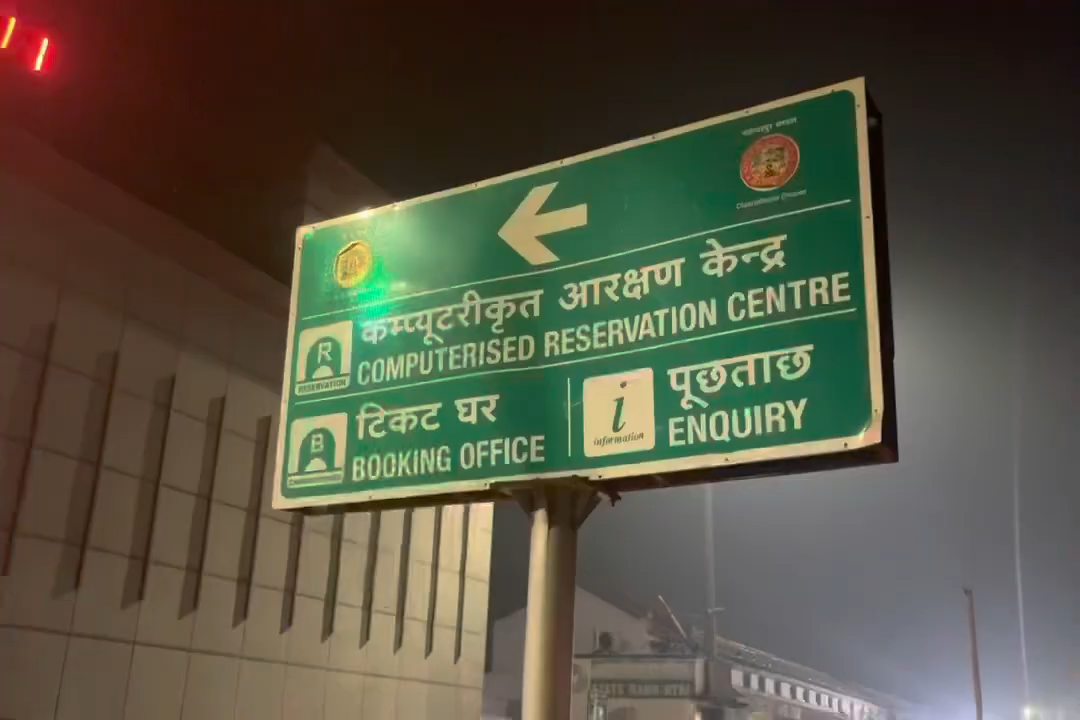 कम्प्यूटरीकृत आरक्षण केन्द्र
COMPUTERISED RESERVATION CENTRE
R
RESERVATION
टिकट घर
BOOKING OFFICE
B
पूछताछ
ENQUIRY
i
information